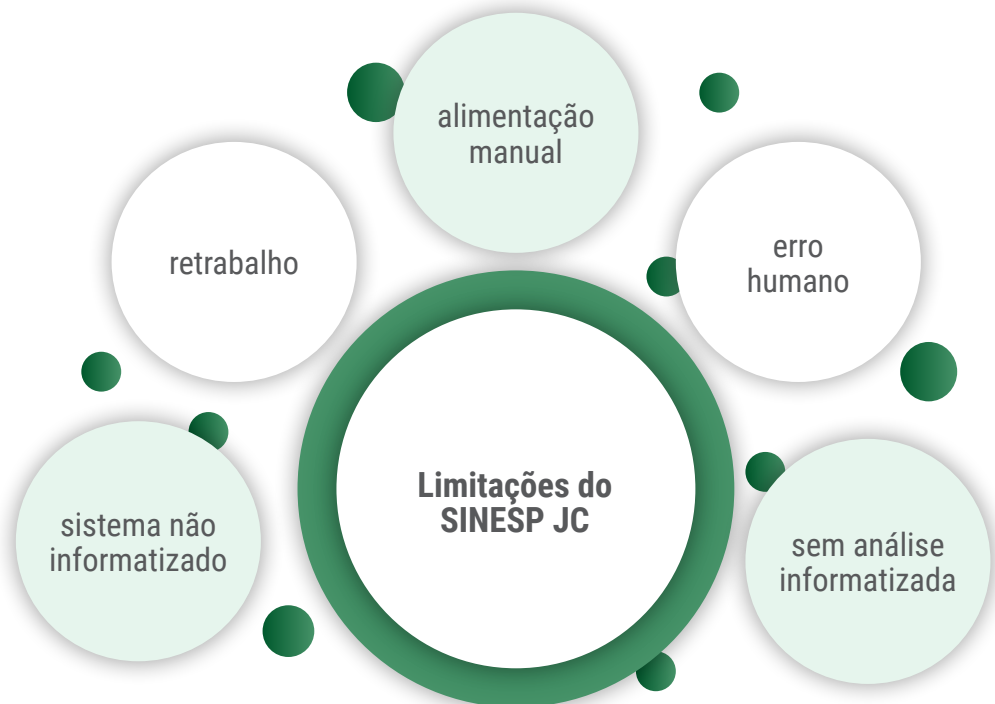 alimentação
manual
retrabalho
erro
humano
Limitações do
SINESP JC
sistema não
informatizado
sem análise
informatizada